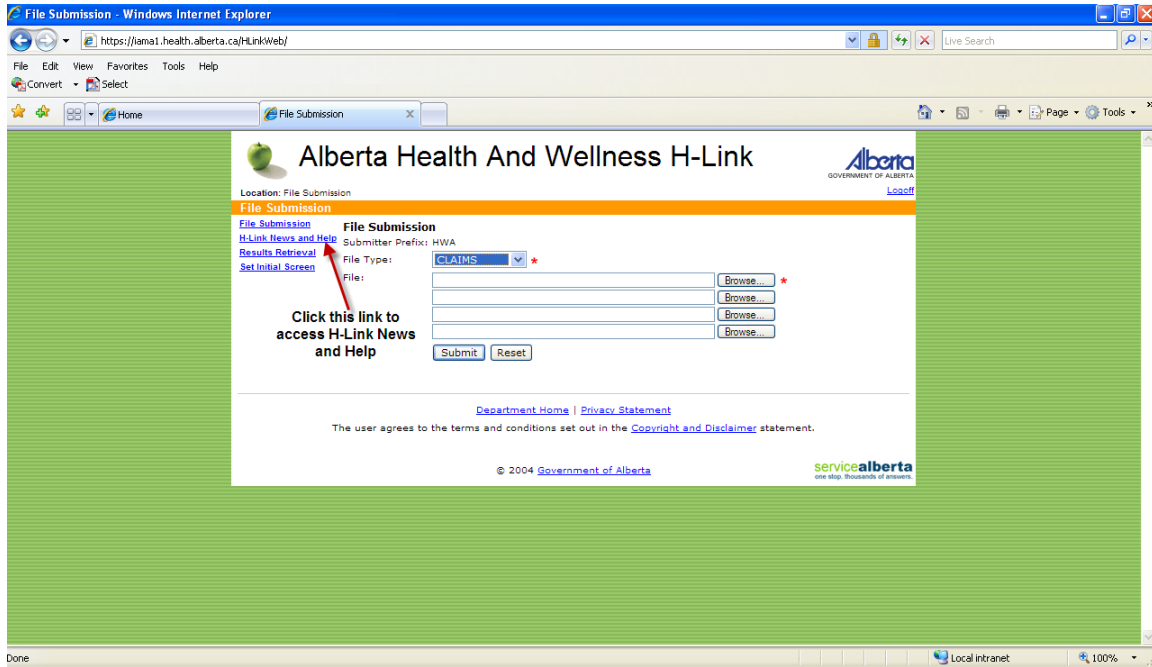 File Submission - Windows Internet Explorer
https://iama1.health.alberta.ca/HLinkWeb/
Live Search
File Edit View Favorites Tools Help
Convert Select
Home File Submission Page Tools
Alberta Health And Wellness H-Link
Alberta
GOVERNMENT OF ALBERTA
Location: File Submission
Logoff
File Submission
File Submission
H-Link News and Help
Results Retrieval
Set Initial Screen
File Submission
Submitter Prefix: HWA
File Type: CLAIMS *
File: Browse... *
Browse...
Browse...
Browse...
Click this link to
access H-Link News
and Help
Submit Reset
Department Home | Privacy Statement
The user agrees to the terms and conditions set out in the Copyright and Disclaimer statement.
© 2004 Government of Alberta
servicealberta
one stop. thousands of answers.
Done Local intranet 100%